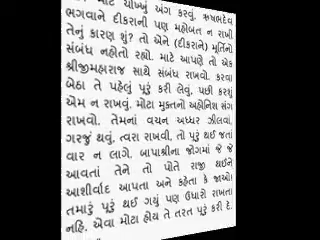 માટે ચોખ્ખું અંગ કરવું, ઋષભદેવ
ભગવાને દીકરાની પણ મહોબત ન રાખી
તેનું કારણ શું? તો એને (દીકરાને) મૂર્તિનો
સંબંધ નહોતો રહ્યો. માટે આપણે તો એક
શ્રીજીમહારાજ સાથે સંબંધ રાખવો. કરવા
બેઠા તે પહેલું પૂરું કરી લેવું, પછી કરશું
એમ ન રાખવું. મોટા મુક્તનો અહોનિશ સંગ
રાખવો. તેમનાં વચન અધ્ધર ઝીલવાં,
ગરજુ થવું, ત્વરા રાખવી, તો પૂરું થઈ જતાં
વાર ન લાગે. બાપાશ્રીના જોગમાં જે જે
આવતાં તેને તો પોતે રાજી થઈને
આશીર્વાદ આપતા અને કહેતા કે જાઓ!
તમારું પૂરું થઈ ગયું પણ ઉધારો રાખતા
નહિ. એવા મોટા હોય તે તરત પૂરું કરી દે.